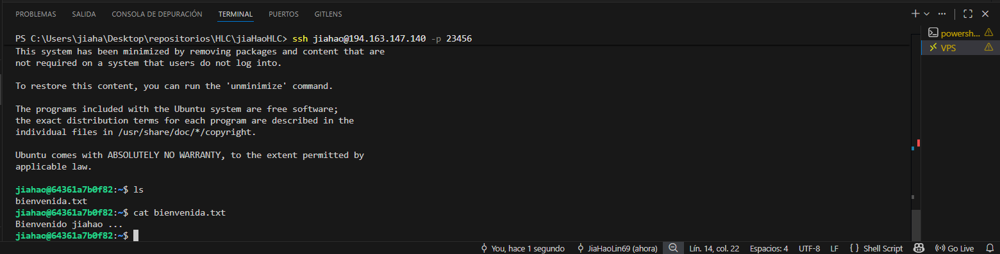 PROBLEMAS SALIDA CONSOLA DE DEPURACIÓN TERMINAL PUERTOS GITLENS
PS C:\Users\jiaha\Desktop\repositorios\HLC\jiaHaoHLC> ssh jiahao@194.163.147.140 -p 23456
powersh...
VPS
This system has been minimized by removing packages and content that are
not required on a system that users do not log into.
To restore this content, you can run the 'unminimize' command.
The programs included with the Ubuntu system are free software;
the exact distribution terms for each program are described in the
individual files in /usr/share/doc/*/copyright.
Ubuntu comes with ABSOLUTELY NO WARRANTY, to the extent permitted by
applicable law.
jiahao@64361a7b0f82:~$ ls
bienvenida.txt
jiahao@64361a7b0f82:~$ cat bienvenida.txt
Bienvenido jiahao ...
jiahao@64361a7b0f82:~$
You, hace 1 segundo JiaHaoLin69 (ahora) Lín. 14, col. 22 Espacios: 4 UTF-8 LF { } Shell Script Go Live